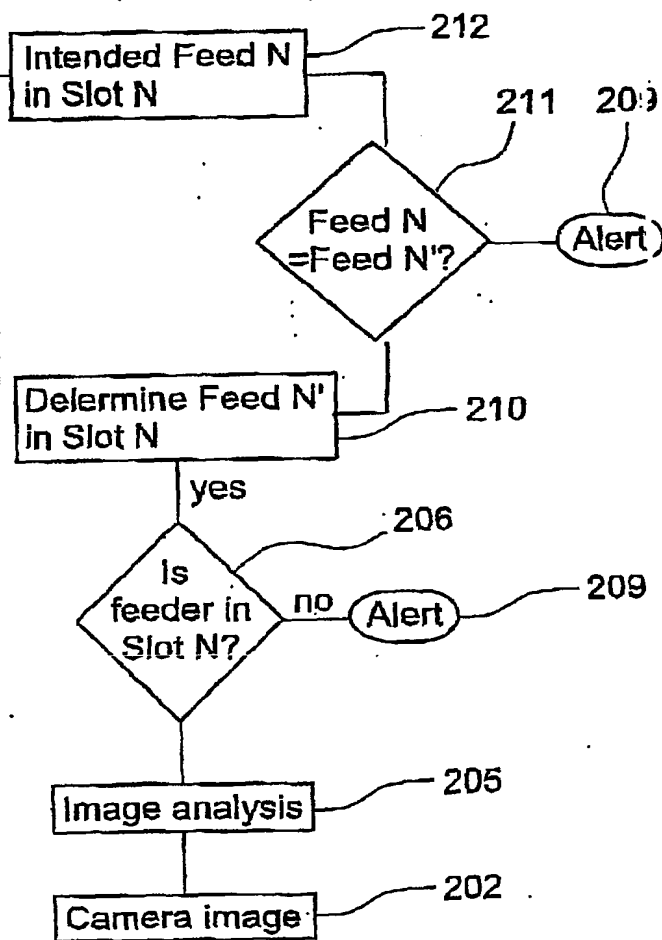 212
Intended Feed N
in Slot N
211
209
Feed N
=Feed N'?
Alert
Delermine Feed N'
in Slot N
210
yes
206
Is
feeder in
Slot N?
no
Alert
209
Image analysis
205
Camera image
202